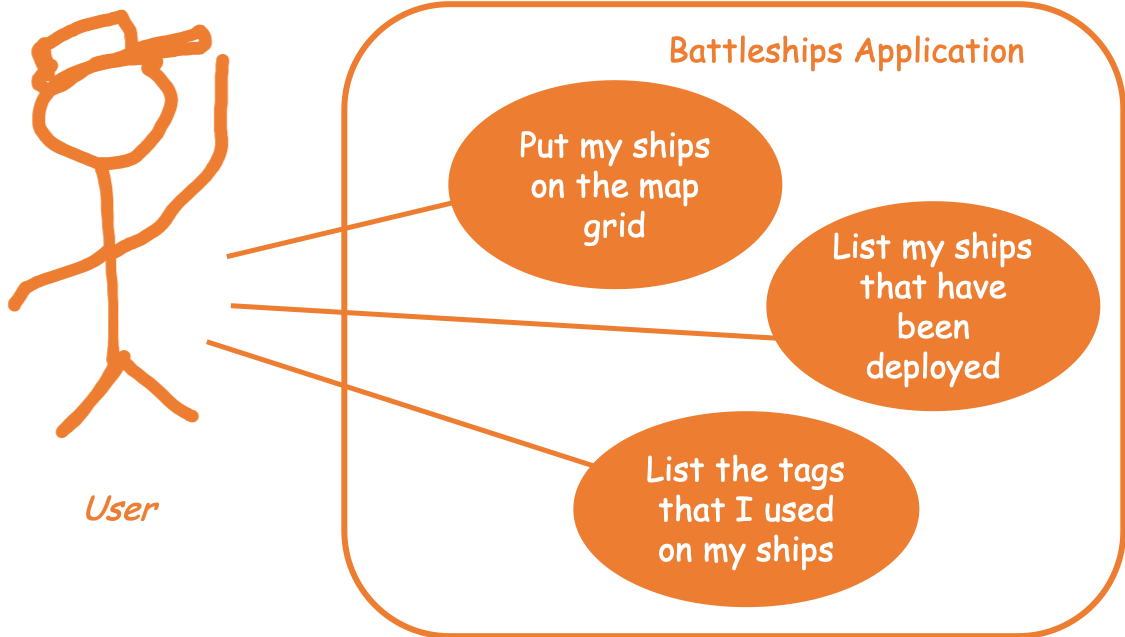 Battleships Application
Put my ships
on the map
grid
List my ships
that have
been
deployed
List the tags
that I used
on my ships
User